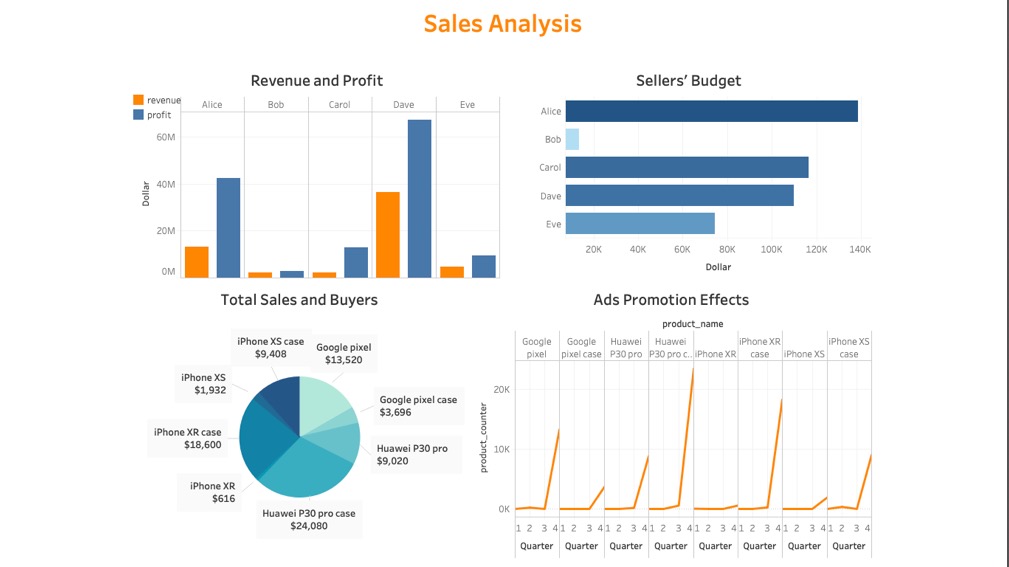 Sales Analysis
Revenue and Profit
revenue
profit
Alice
Bob
Carol
Dave
Eve
Dollar
60M
40M
20M
0M
Sellers' Budget
Alice
Bob
Carol
Dave
Eve
20K 40K 60K 80K 100K 120K 140K
Dollar
Total Sales and Buyers
iPhone XS case
$9,408
Google pixel
$13,520
iPhone XS
$1,932
Google pixel case
$3,696
iPhone XR case
$18,600
Huawei P30 pro
$9,020
iPhone XR
$616
Huawei P30 pro case
$24,080
Ads Promotion Effects
product_name
Google
pixel
Google
pixel case
Huawei
P30 pro
Huawei
P30 pro c..
iPhone XR
iPhone XR
case
iPhone XS
iPhone XS
case
product_counter
20K
10K
0K
1 2 3 4 1 2 3 4 1 2 3 4 1 2 3 4 1 2 3 4 1 2 3 4 1 2 3 4 1 2 3 4
Quarter Quarter Quarter Quarter Quarter Quarter Quarter Quarter